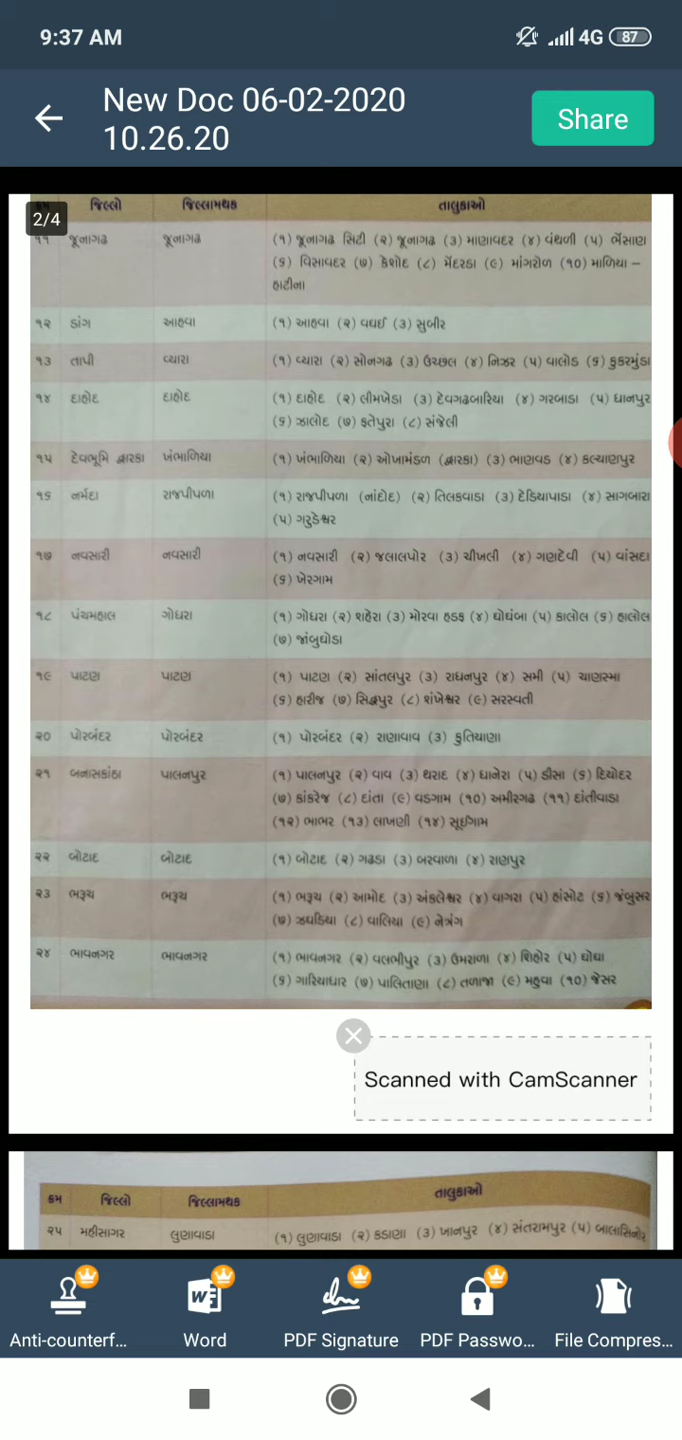 9:37 AM 4G 87
New Doc 06-02-2020
10.26.20
Share
2/4
જિલ્લો જિલ્લામથક તાલુકાઓ
૧૧ જૂનાગઢ જૂનાગઢ (૧) જૂનાગઢ સિટી (૨) જૂનાગઢ (૩) માણાવદર (૪) વંથળી (૫) ભેંસાણ
(૬) વિસાવદર (૭) કેશોદ (૮) મેંદરડા (૯) માંગરોળ (૧૦) માળિયા –
હાટીના
૧૨ ડાંગ આહવા (૧) આહવા (૨) વઘઈ (૩) સુબીર
૧૩ તાપી વ્યારા (૧) વ્યારા (૨) સોનગઢ (૩) ઉચ્છલ (૪) નિઝર (૫) વાલોડ (૬) કુકરમુંડા
૧૪ દાહોદ દાહોદ (૧) દાહોદ (૨) લીમખેડા (૩) દેવગઢબારિયા (૪) ગરબાડા (૫) ધાનપુર
(૬) ઝાલોદ (૭) ફતેપુરા (૮) સંજેલી
૧૫ દેવભૂમિ દ્વારકા ખંભાળિયા (૧) ખંભાળિયા (૨) ઓખામંડળ (દ્વારકા) (૩) ભાણવડ (૪) કલ્યાણપુર
૧૬ નર્મદા રાજપીપળા (૧) રાજપીપળા (નાંદોદ) (૨) તિલકવાડા (૩) દેડિયાપાડા (૪) સાગબારા
(૫) ગરુડેશ્વર
૧૭ નવસારી નવસારી (૧) નવસારી (૨) જલાલપોર (૩) ચીખલી (૪) ગણદેવી (૫) વાંસદા
(૬) ખેરગામ
૧૮ પંચમહાલ ગોધરા (૧) ગોધરા (૨) શહેરા (૩) મોરવા હડફ (૪) ઘોઘંબા (૫) કાલોલ (૬) હાલોલ
(૭) જાંબુઘોડા
૧૯ પાટણ પાટણ (૧) પાટણ (૨) સાંતલપુર (૩) રાધનપુર (૪) સમી (૫) ચાણસ્મા
(૬) હારીજ (૭) સિદ્ધપુર (૮) શંખેશ્વર (૯) સરસ્વતી
૨૦ પોરબંદર પોરબંદર (૧) પોરબંદર (૨) રાણાવાવ (૩) કુતિયાણા
૨૧ બનાસકાંઠા પાલનપુર (૧) પાલનપુર (૨) વાવ (૩) થરાદ (૪) ધાનેરા (૫) ડીસા (૬) દિયોદર
(૭) કાંકરેજ (૮) દાંતા (૯) વડગામ (૧૦) અમીરગઢ (૧૧) દાંતીવાડા
(૧૨) ભાભર (૧૩) લાખણી (૧૪) સૂઈગામ
૨૨ બોટાદ બોટાદ (૧) બોટાદ (૨) ગઢડા (૩) બરવાળા (૪) રાણપુર
૨૩ ભરૂચ ભરૂચ (૧) ભરૂચ (૨) આમોદ (૩) અંકલેશ્વર (૪) વાગરા (૫) હાંસોટ (૬) જંબુસર
(૭) ઝઘડિયા (૮) વાલિયા (૯) નેત્રંગ
૨૪ ભાવનગર ભાવનગર (૧) ભાવનગર (૨) વલભીપુર (૩) ઉમરાળા (૪) શિહોર (૫) ઘોઘા
(૬) ગારિયાધાર (૭) પાલિતાણા (૮) તળાજા (૯) મહુવા (૧૦) જેસર
Scanned with CamScanner
ક્રમ જિલ્લો જિલ્લામથક તાલુકાઓ
૨૫ મહીસાગર લુણાવાડા (૧) લુણાવાડા (૨) કડાણા (૩) ખાનપુર (૪) સંતરામપુર (૫) બાલાસિનોર
Anti-counterf... Word PDF Signature PDF Passwo... File Compres...